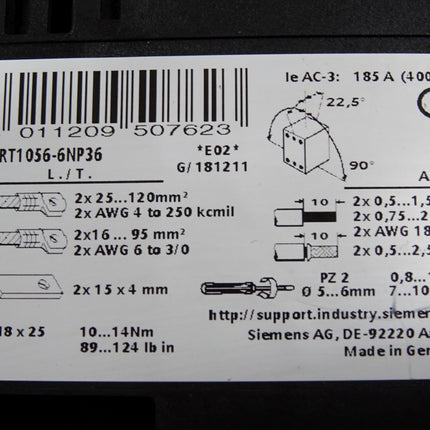 Ie AC-3: 185 A (400
22,5°
011209 507623
RT1056-6NP36
*E02*
G/181211
90°
L./T.
A
2x 25...120mm²
2x AWG 4 to 250 kcmil
10
2x 0,5...1,5
2x 0,75...2
2x16 ... 95 mm²
2x AWG 6 to 3/0
10
2x AWG 18
2x 0,5...2,5
2x 15 x 4 mm
PZ 2
Ø 5...6mm
0,8...
7...10
18 x 25
10...14Nm
89...124 lb in
http://support.industry.siemen
Siemens AG, DE-92220 A
Made in Ger